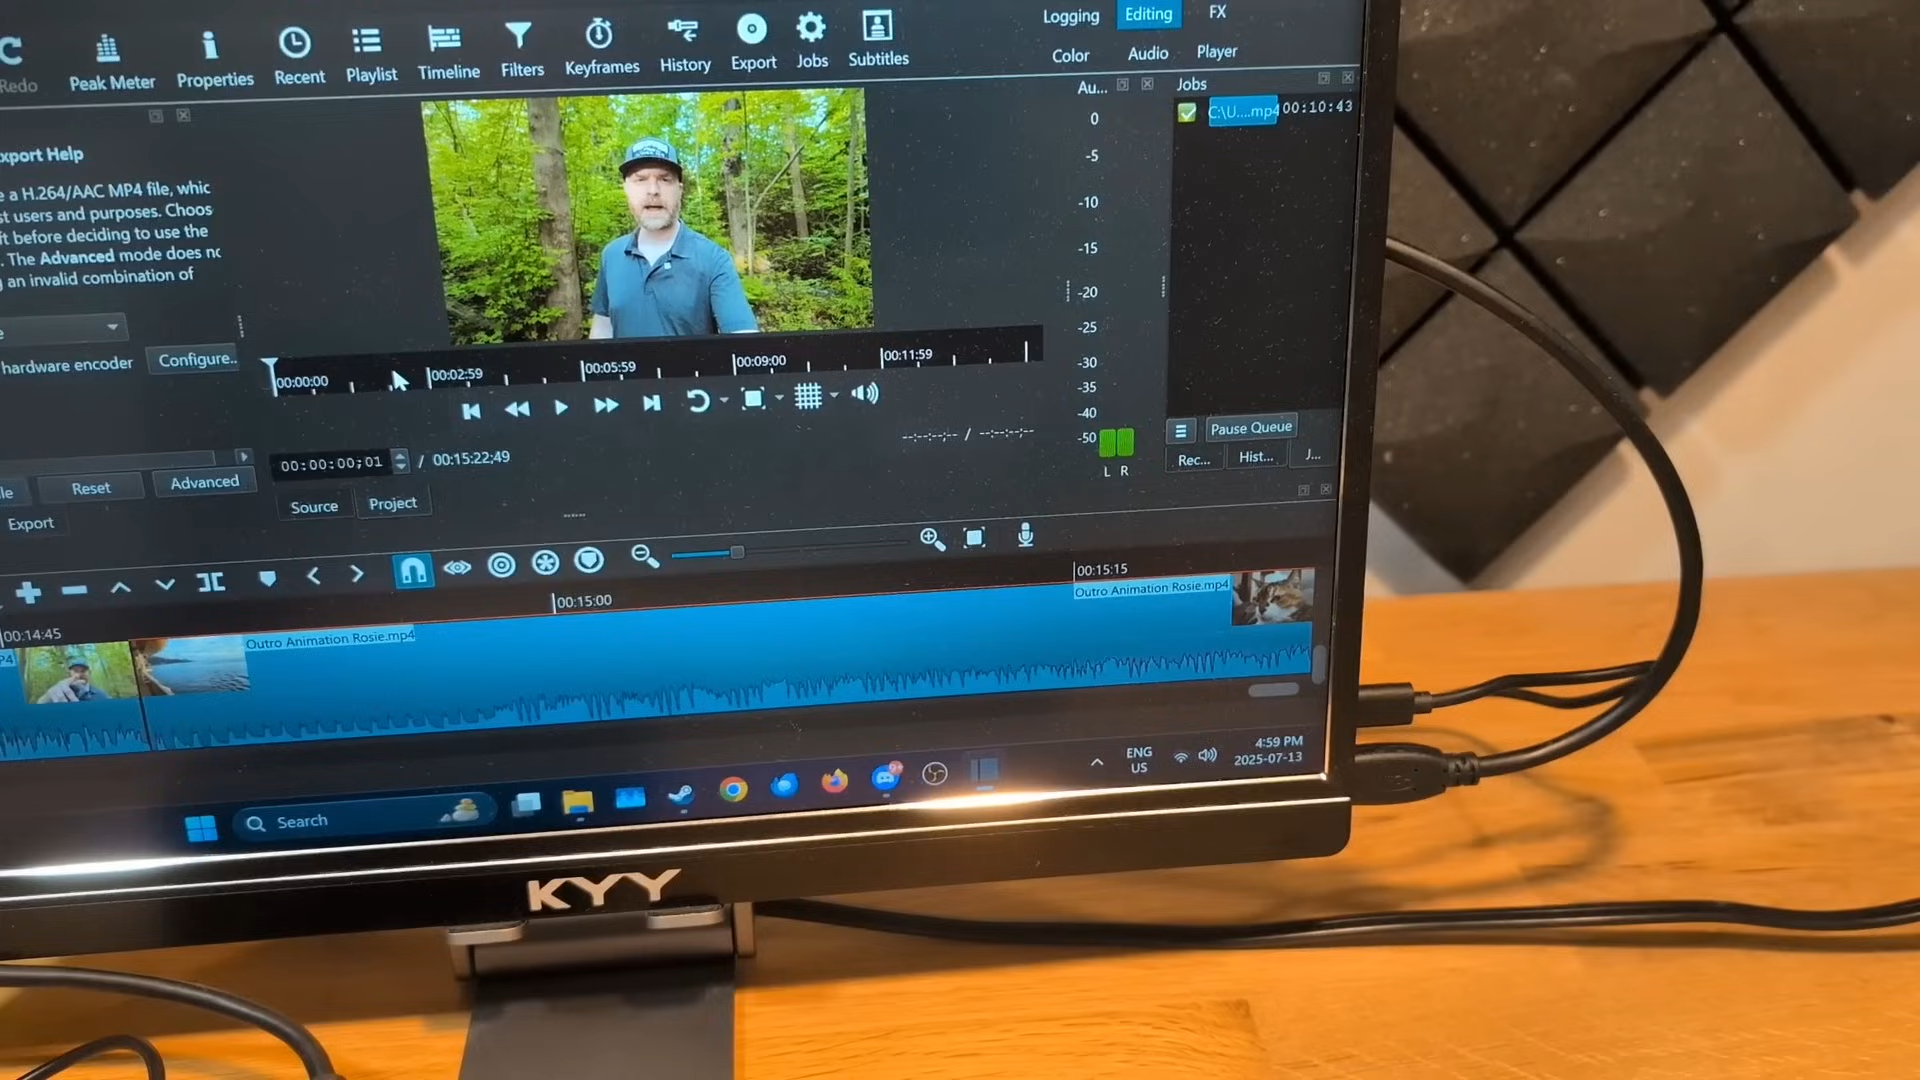 Redo
Peak Meter
Properties
Recent
Playlist
Timeline
Filters
Keyframes
History
Export
Jobs
Subtitles
Logging
Editing
FX
Color
Audio
Player
xport Help
e a H.264/AAC MP4 file, whic
st users and purposes. Choos
ft before deciding to use the
. The Advanced mode does no
g an invalid combination of
e
hardware encoder
Configure..
le
Reset
Advanced
Export
00:00:00
00:02:59
00:05:59
00:09:00
00:11:59
00:00:00;01
/ 00:15:22;49
--:--:--;-- / --:--:--;--
Source
Project
Au...
0
-5
-10
-15
-20
-25
-30
-35
-40
-50
L R
Jobs
C:\U....mp4
00:10:43
Pause Queue
Rec...
Hist...
J...
00:14:45
00:15:00
00:15:15
P4
Outro Animation Rosie.mp4
Outro Animation Rosie.mp4
Search
9+
ENG
US
4:59 PM
2025-07-13
KYY